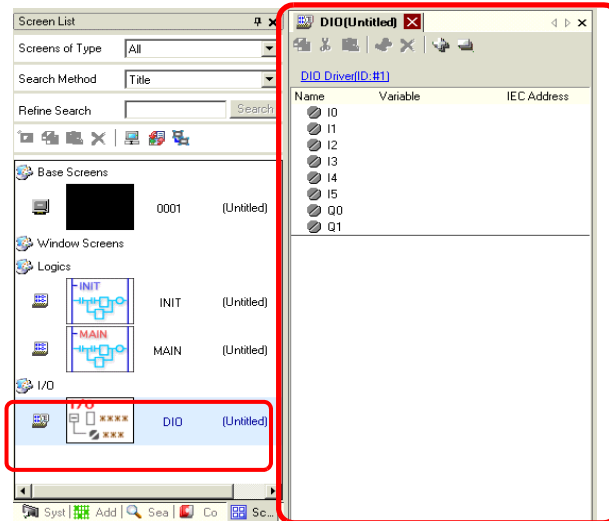 Screen List
Screens of Type All
Search Method Title
Refine Search Search
Base Screens
0001 (Untitled)
Window Screens
Logics
INIT INIT (Untitled)
MAIN MAIN (Untitled)
I/O
I/O **** *** DIO (Untitled)
Syst Add Sea Co Sc...
DIO(Untitled)
DIO Driver(ID:#1)
Name Variable IEC Address
I0
I1
I2
I3
I4
I5
Q0
Q1